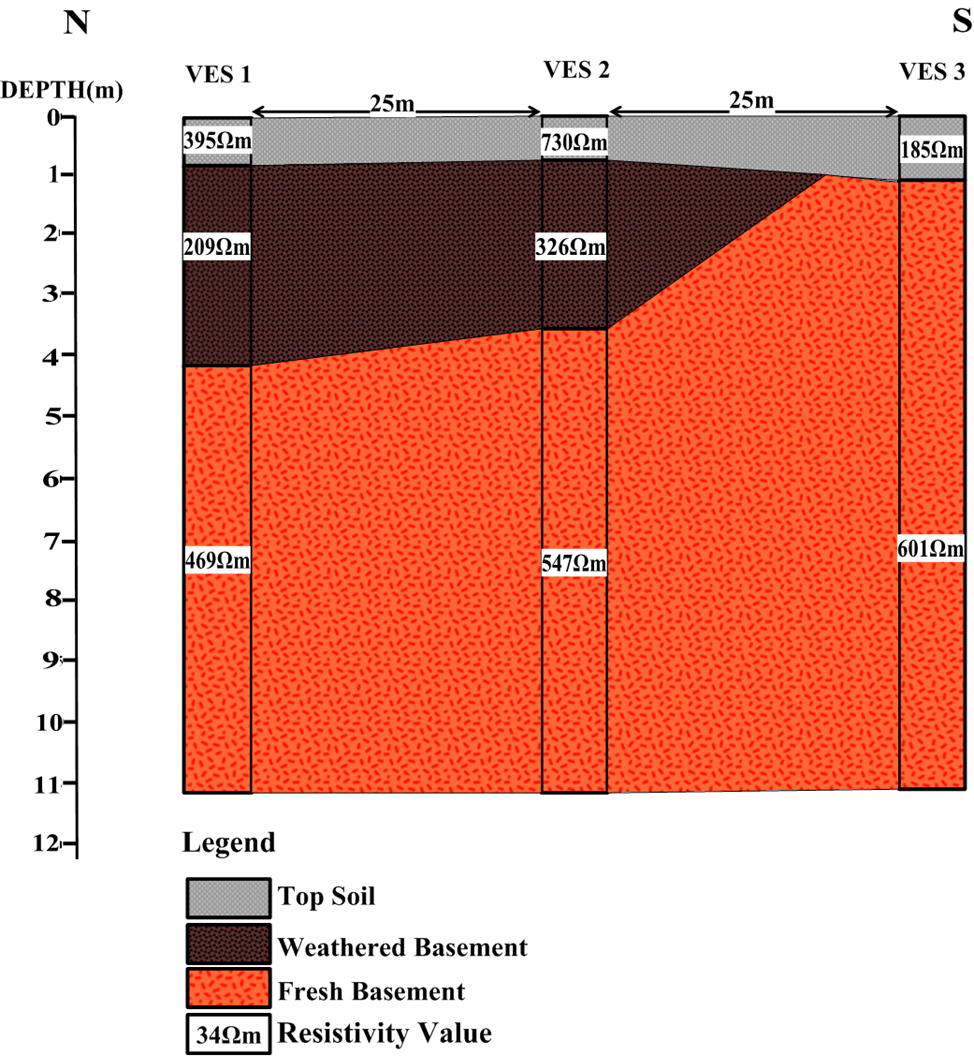 N
S
VES 1
VES 2
VES 3
DEPTH(m)
25m
25m
0
1
2
3
4
5
6
7
8
9
10
11
12
395Ωm
730Ωm
185Ωm
209Ωm
326Ωm
469Ωm
547Ωm
601Ωm
Legend
Top Soil
Weathered Basement
Fresh Basement
34Ωm Resistivity Value